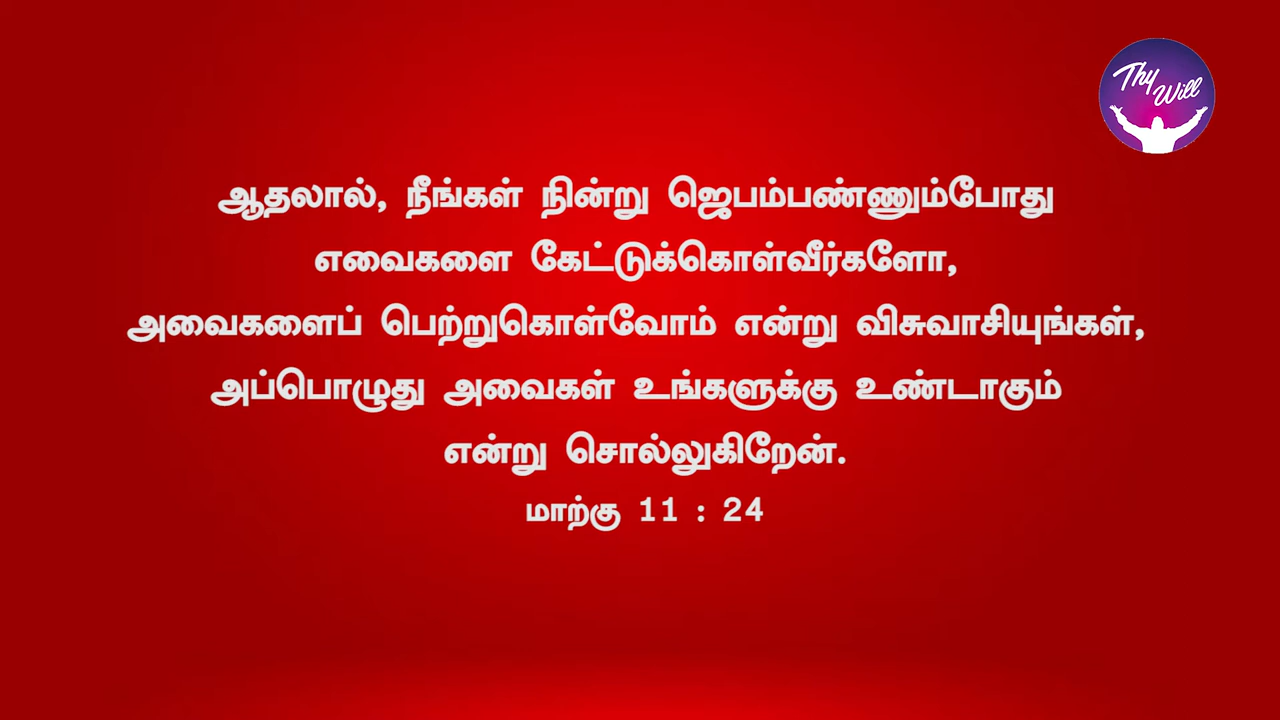 Thy
Will
ஆதலால், நீங்கள் நின்று ஜெபம்பண்ணும்போது
எவைகளை கேட்டுக்கொள்வீர்களோ,
அவைகளைப் பெற்றுகொள்வோம் என்று விசுவாசியுங்கள்,
அப்பொழுது அவைகள் உங்களுக்கு உண்டாகும்
என்று சொல்லுகிறேன்.
மாற்கு 11 : 24